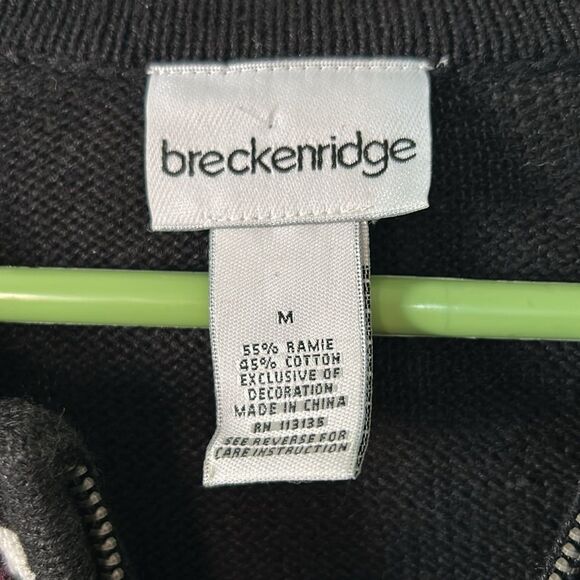 breckenridge
M
55% RAMIE
45% COTTON
EXCLUSIVE OF
DECORATION
MADE IN CHINA
RN 113135
SEE REVERSE FOR
CARE INSTRUCTION